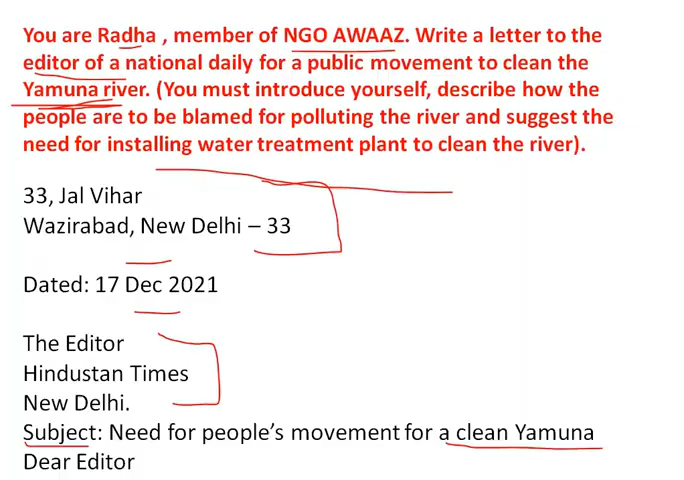 You are Radha , member of NGO AWAAZ. Write a letter to the
editor of a national daily for a public movement to clean the
Yamuna river. (You must introduce yourself, describe how the
people are to be blamed for polluting the river and suggest the
need for installing water treatment plant to clean the river).
33, Jal Vihar
Wazirabad, New Delhi – 33
Dated: 17 Dec 2021
The Editor
Hindustan Times
New Delhi.
Subject: Need for people's movement for a clean Yamuna
Dear Editor